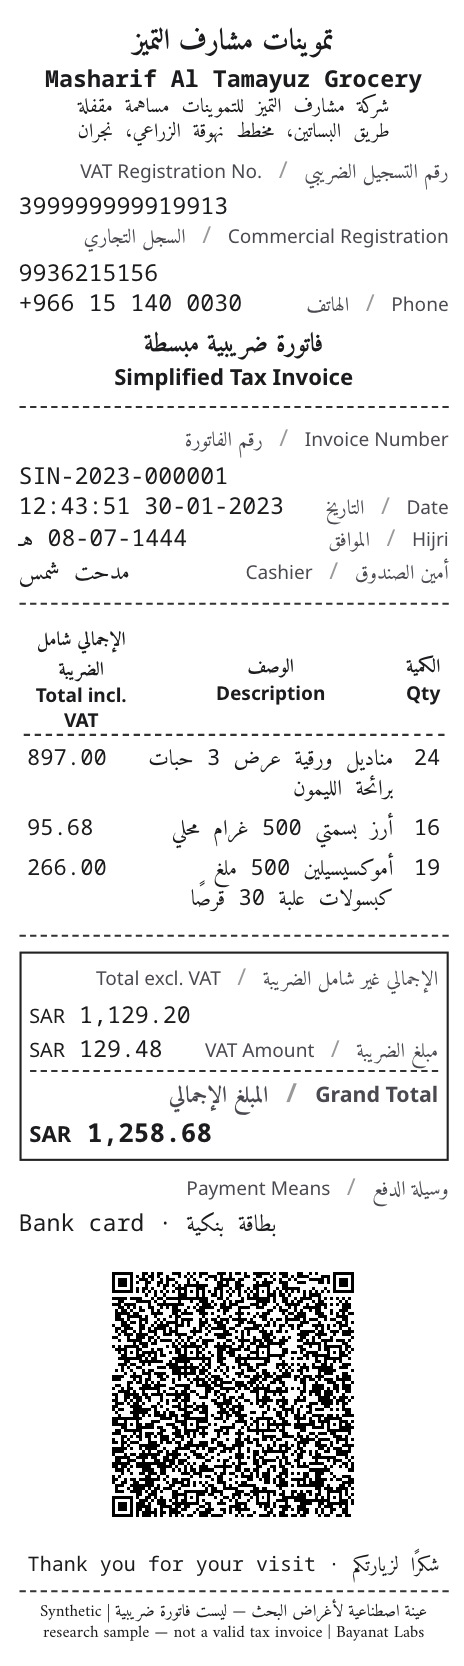 تموينات مشارف التميز
Masharif Al Tamayuz Grocery
شركة مشارف التميز للتموينات مساهمة مقفلة
طريق البساتين، مخطط نهوقة الزراعي، نجران
رقم التسجيل الضريبي / VAT Registration No.
399999999919913
السجل التجاري / Commercial Registration
9936215156
الهاتف / Phone +966 15 140 0030
فاتورة ضريبية مبسطة
Simplified Tax Invoice
رقم الفاتورة / Invoice Number
SIN-2023-000001
التاريخ / Date 12:43:51 30-01-2023
الموافق / Hijri 08-07-1444 هـ
أمين الصندوق / Cashier مدحت شمس
الكمية الوصف الإجمالي شامل الضريبة
Qty Description Total incl. VAT
24 مناديل ورقية عرض 3 حبات 897.00
برائحة الليمون
16 أرز بسمتي 500 غرام محلي 95.68
19 أموكسيسيلين 500 ملغ 266.00
كبسولات علبة 30 قرصًا
الإجمالي غير شامل الضريبة / Total excl. VAT
SAR 1,129.20
مبلغ الضريبة / VAT Amount SAR 129.48
المبلغ الإجمالي / Grand Total
SAR 1,258.68
وسيلة الدفع / Payment Means
Bank card · بطاقة بنكية
Thank you for your visit · شكرًا لزيارتكم
عينة اصطناعية لأغراض البحث — ليست فاتورة ضريبية | Synthetic
research sample — not a valid tax invoice | Bayanat Labs